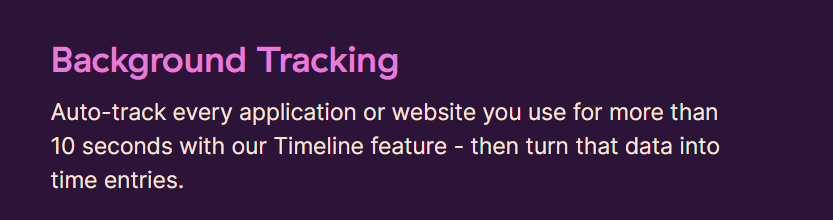 Background Tracking
Auto-track every application or website you use for more than
10 seconds with our Timeline feature - then turn that data into
time entries.